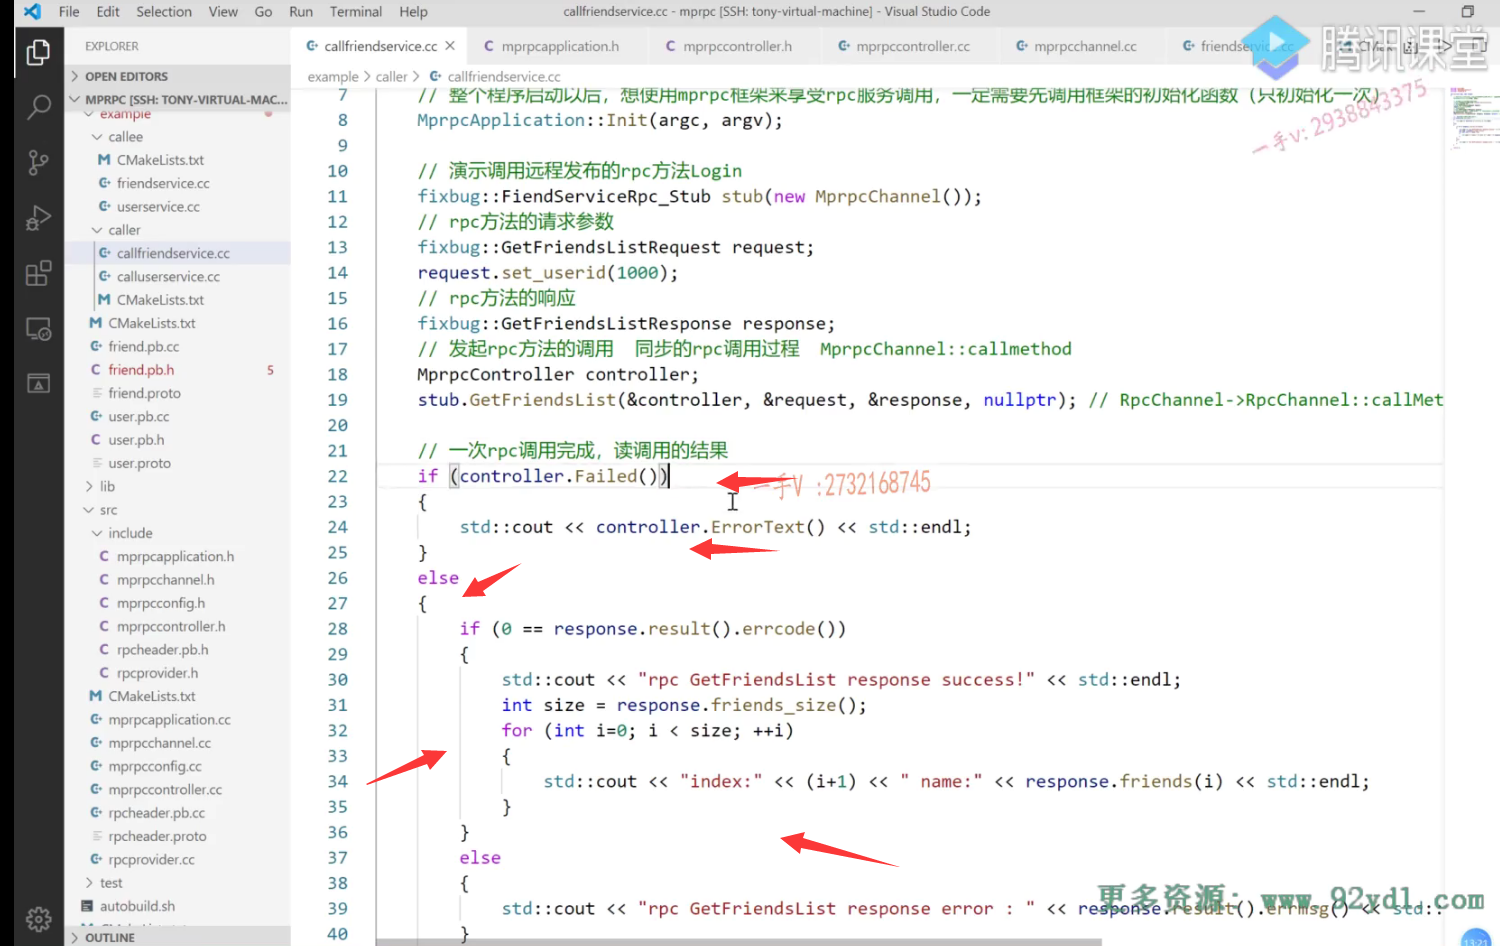 File Edit Selection View Go Run Terminal Help
callfriendservice.cc - mprpc [SSH: tony-virtual-machine] - Visual Studio Code
腾讯课堂
EXPLORER
OPEN EDITORS
MPRPC [SSH: TONY-VIRTUAL-MAC...
example
callee
CMakeLists.txt
friendservice.cc
userservice.cc
caller
callfriendservice.cc
calluserservice.cc
CMakeLists.txt
CMakeLists.txt
friend.pb.cc
friend.pb.h 5
friend.proto
user.pb.cc
user.pb.h
user.proto
lib
src
include
mprpcapplication.h
mprpcchannel.h
mprpcconfig.h
mprpccontroller.h
rpcheader.pb.h
rpcprovider.h
CMakeLists.txt
mprpcapplication.cc
mprpcchannel.cc
mprpcconfig.cc
mprpccontroller.cc
rpcheader.pb.cc
rpcheader.proto
rpcprovider.cc
test
autobuild.sh
OUTLINE
callfriendservice.cc mprpcapplication.h mprpccontroller.h mprpccontroller.cc mprpcchannel.cc friendservice.cc
example > caller > callfriendservice.cc
7 // 整个程序启动以后，想使用mprpc框架来享受rpc服务调用，一定需要先调用框架的初始化函数（只初始化一次）
8 MprpcApplication::Init(argc, argv);
9
10 // 演示调用远程发布的rpc方法Login
11 fixbug::FiendServiceRpc_Stub stub(new MprpcChannel());
12 // rpc方法的请求参数
13 fixbug::GetFriendsListRequest request;
14 request.set_userid(1000);
15 // rpc方法的响应
16 fixbug::GetFriendsListResponse response;
17 // 发起rpc方法的调用 同步的rpc调用过程 MprpcChannel::callmethod
18 MprpcController controller;
19 stub.GetFriendsList(&controller, &request, &response, nullptr); // RpcChannel->RpcChannel::callMet
20
21 // 一次rpc调用完成，读调用的结果
22 if (controller.Failed())
23 {
24 std::cout << controller.ErrorText() << std::endl;
25 }
26 else
27 {
28 if (0 == response.result().errcode())
29 {
30 std::cout << "rpc GetFriendsList response success!" << std::endl;
31 int size = response.friends_size();
32 for (int i=0; i < size; ++i)
33 {
34 std::cout << "index:" << (i+1) << " name:" << response.friends(i) << std::endl;
35 }
36 }
37 else
38 {
39 std::cout << "rpc GetFriendsList response error : " << response.result().errmsg() << std::
40 }
一手v:2938843375
一手V :2732168745
更多资源：www.92ydl.com
13:21